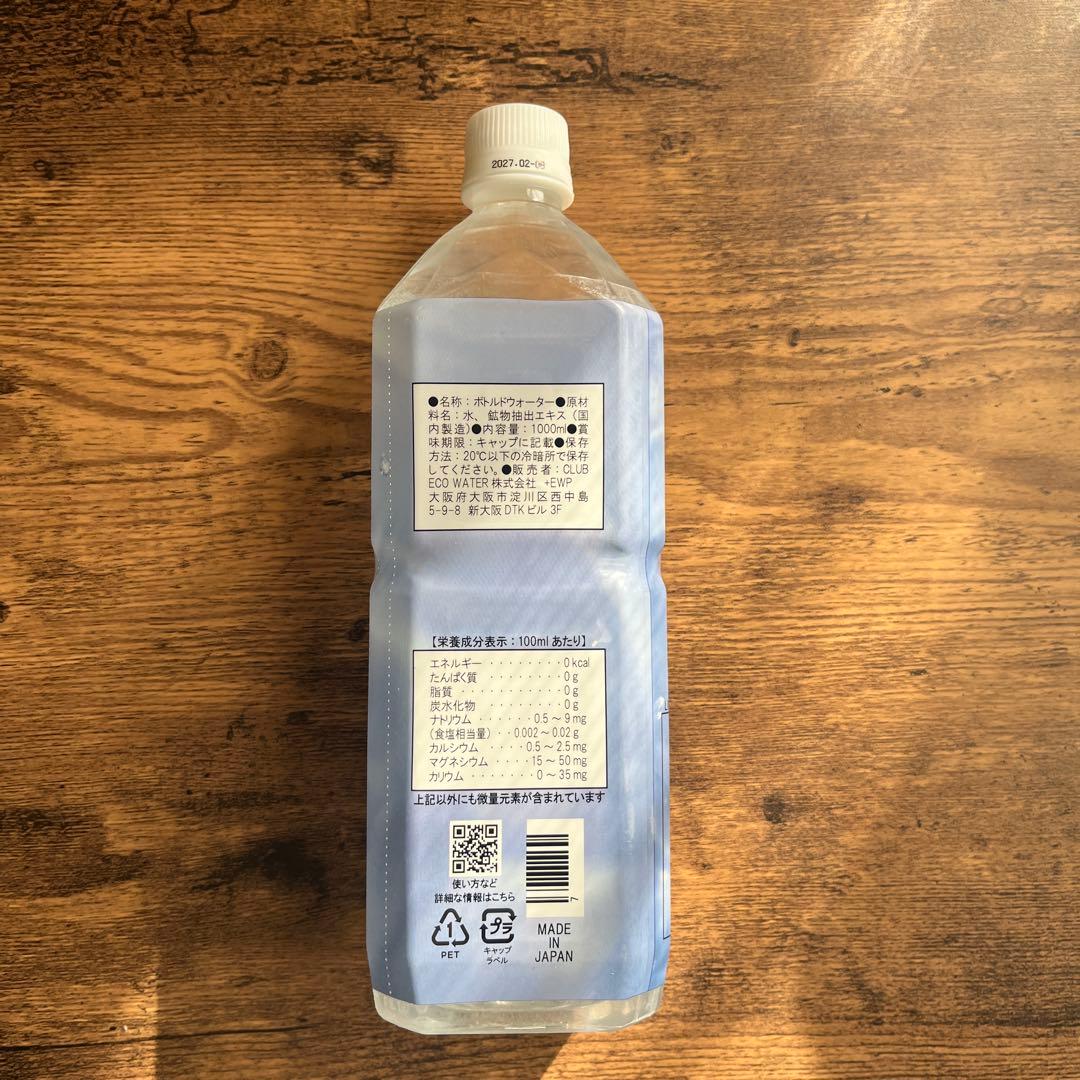 2027.02
●名称：ボトルドウォーター●原材
料名：水、鉱物抽出エキス（国
内製造）●内容量：1000ml●賞
味期限：キャップに記載●保存
方法：20℃以下の冷暗所で保存
してください。●販売者：CLUB
ECO WATER 株式会社 +EWP
大阪府大阪市淀川区西中島
5-9-8 新大阪DTKビル 3F
【栄養成分表示：100mlあたり】
エネルギー・・・・・・・・0kcal
たんぱく質・・・・・・・・0g
脂質・・・・・・・・・・・0g
炭水化物・・・・・・・・0g
ナトリウム・・・・・・0.5～9mg
（食塩相当量）・・0.002～0.02g
カルシウム・・・・0.5～2.5mg
マグネシウム・・・・15～50mg
カリウム・・・・・・・0～35mg
上記以外にも微量元素が含まれています
使い方など
詳細な情報はこちら
7
1
PET
プラ
キャップ
ラベル
MADE
IN
JAPAN